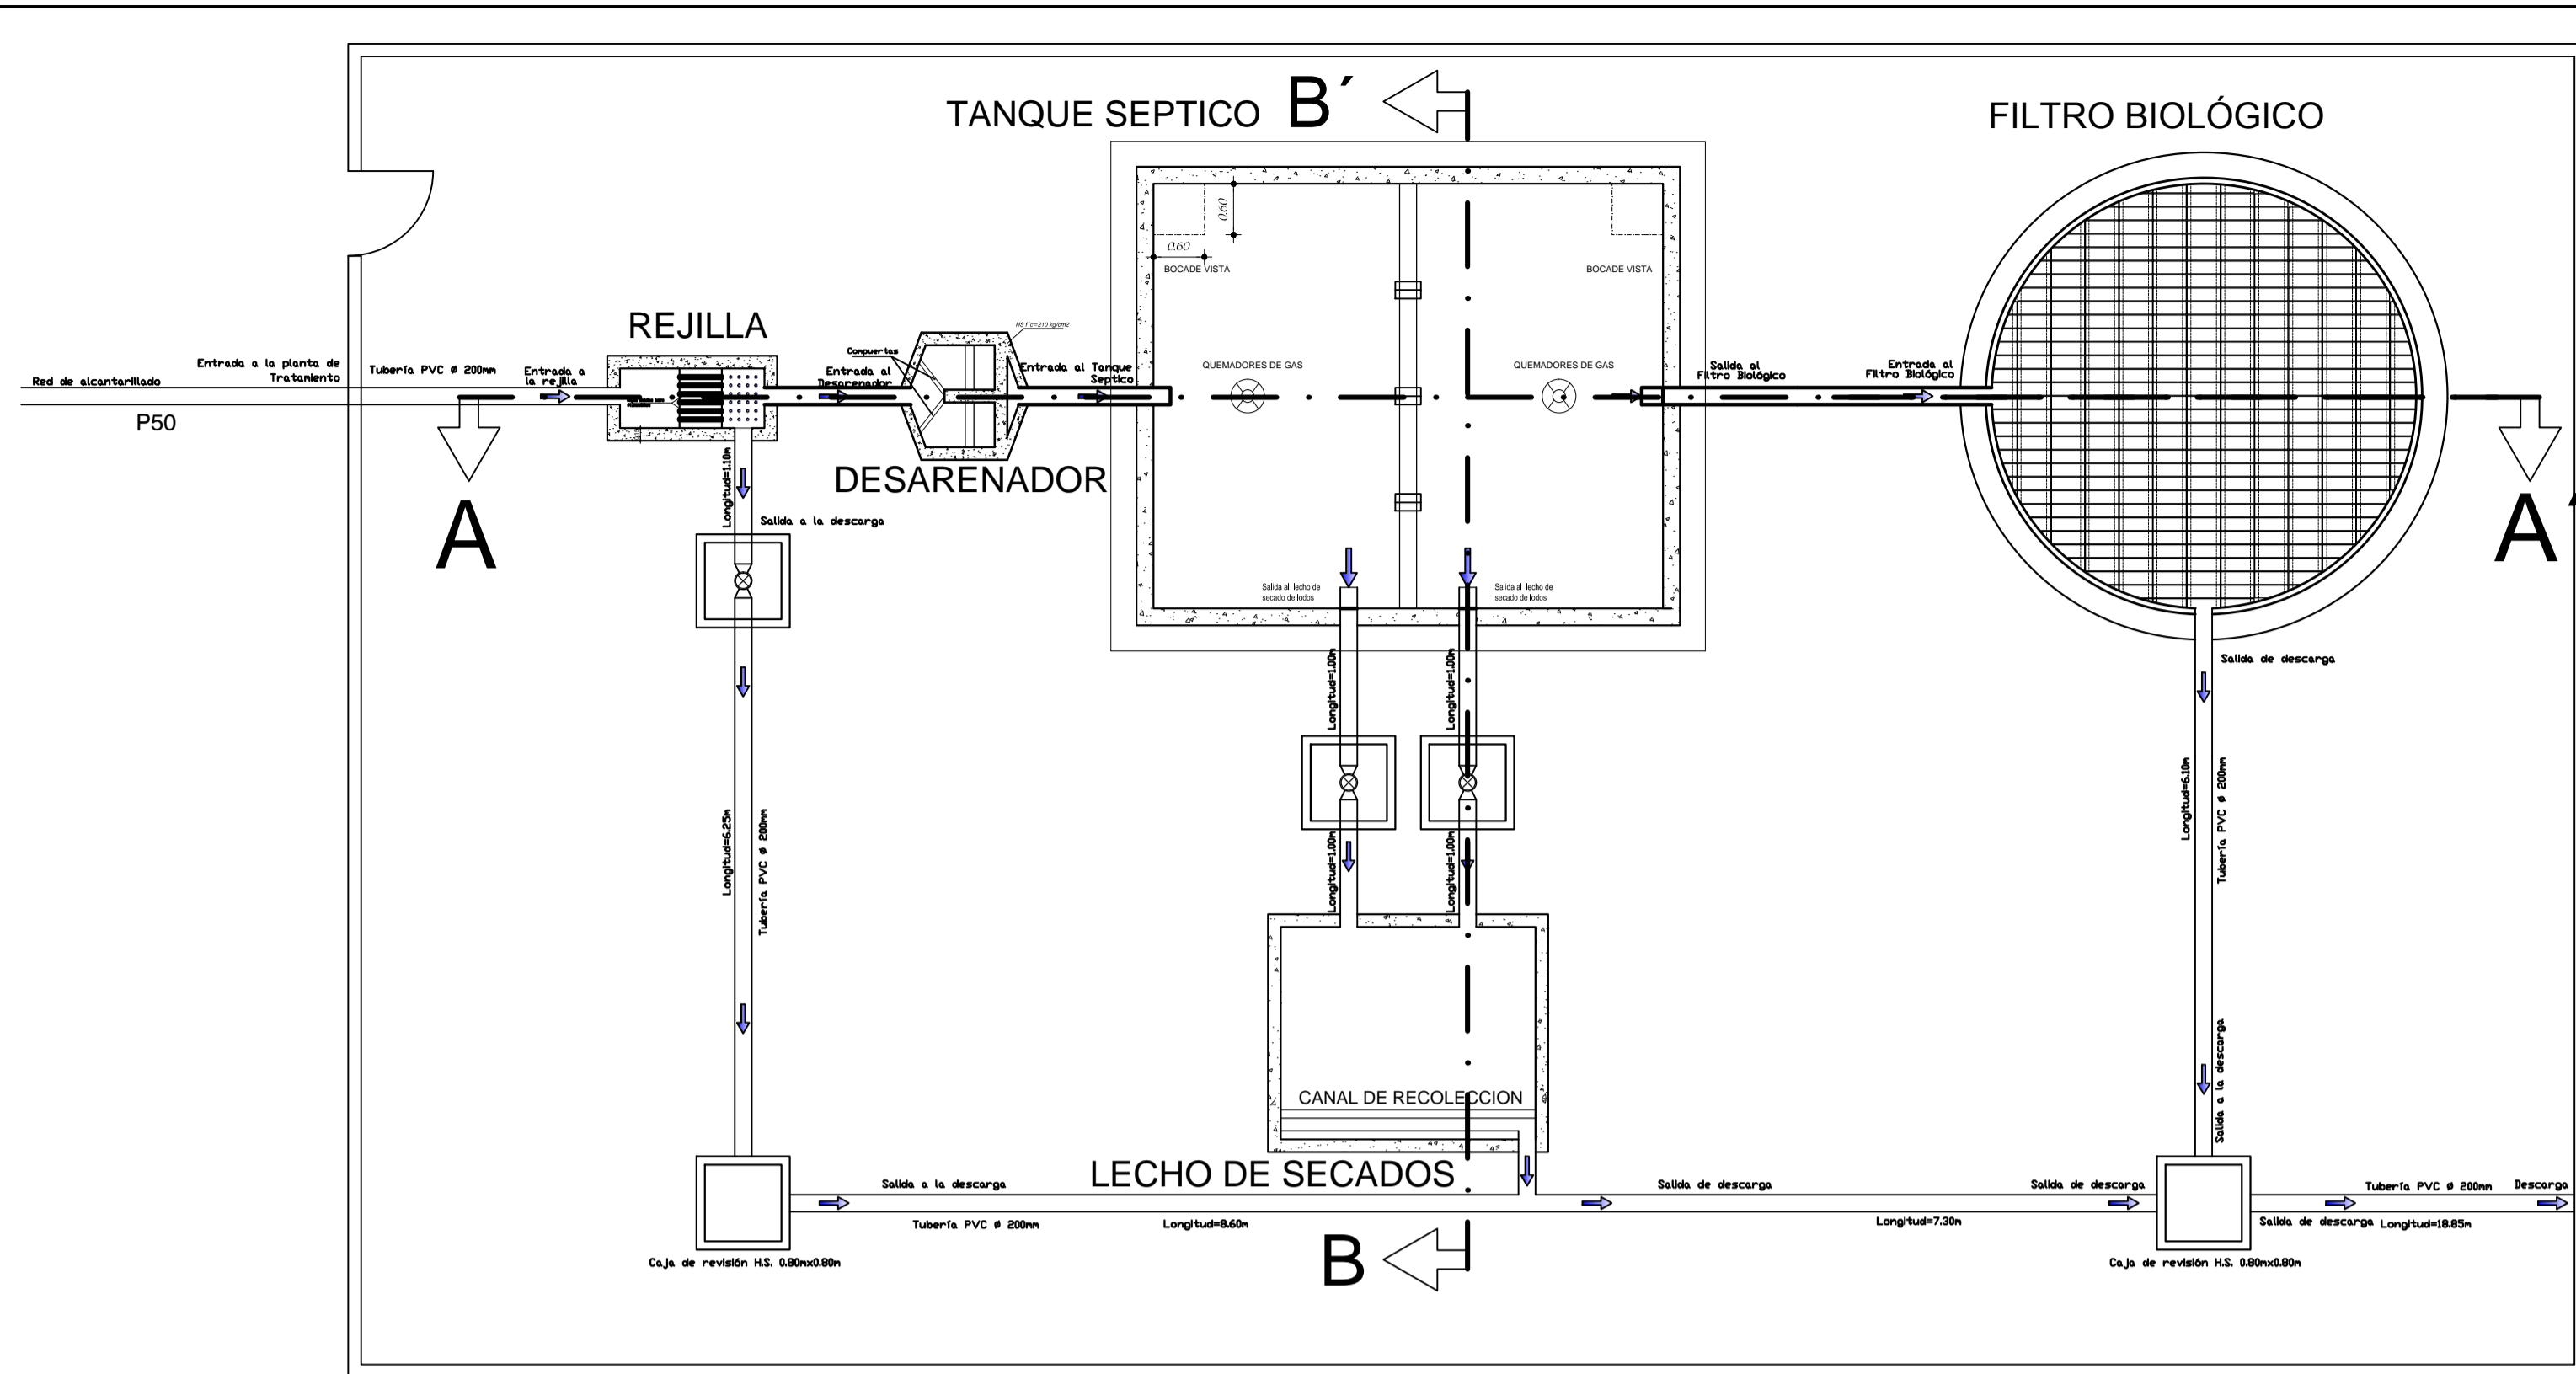 TANQUE SEPTICO
B´
FILTRO BIOLÓGICO
0.60
0.60
BOCADE VISTA
BOCADE VISTA
REJILLA
HS f´c=210 kg/cm2
Compuertas
Entrada a la planta de
Tratamiento
Tubería PVC ø 200mm
Entrada a
la rejilla
Entrada al
Desarenador
Entrada al Tanque
Septico
QUEMADORES DE GAS
QUEMADORES DE GAS
Salida al
Filtro Biológico
Entrada al
Filtro Biológico
Red de alcantarillado
P50
DESARENADOR
A
A´
Longitud=1.10m
Salida a la descarga
Salida al lecho de
secado de lodos
Salida al lecho de
secado de lodos
Longitud=1.00m
Longitud=1.00m
Salida de descarga
Longitud=6.25m
Tubería PVC ø 200mm
Longitud=1.00m
Longitud=1.00m
Longitud=6.10m
Tubería PVC ø 200mm
Salida a la descarga
CANAL DE RECOLECCION
LECHO DE SECADOS
Salida a la descarga
Tubería PVC ø 200mm
Longitud=8.60m
Salida de descarga
Longitud=7.30m
Salida de descarga
Tubería PVC ø 200mm
Descarga
Salida de descarga
Longitud=18.85m
B
Caja de revisión H.S. 0.80mx0.80m
Caja de revisión H.S. 0.80mx0.80m